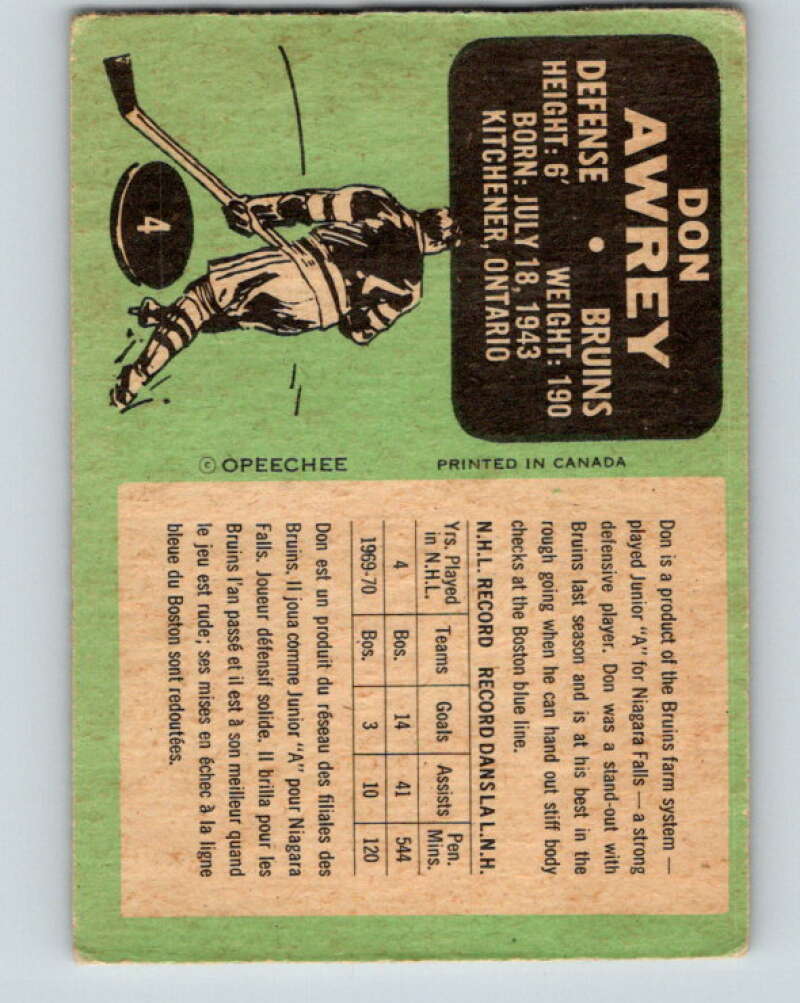 DON
AWREY
DEFENSE • BRUINS
HEIGHT: 6' WEIGHT: 190
BORN: JULY 18, 1943
KITCHENER, ONTARIO
4
© OPEECHEE
PRINTED IN CANADA
Don is a product of the Bruins farm system —
played Junior "A" for Niagara Falls — a strong
defensive player. Don was a stand-out with
Bruins last season and is at his best in the
rough going when he can hand out stiff body
checks at the Boston blue line.
N.H.L. RECORD RECORD DANS LA L.N.H.
Yrs. Played in N.H.L. Teams Goals Assists Pen. Mins.
4 Bos. 14 41 544
1969-70 Bos. 3 10 120
Don est un produit du réseau des filiales des
Bruins. Il joua comme Junior "A" pour Niagara
Falls. Joueur défensif solide. Il brilla pour les
Bruins l'an passé et il est à son meilleur quand
le jeu est rude; ses mises en échec à la ligne
bleue du Boston sont redoutées.